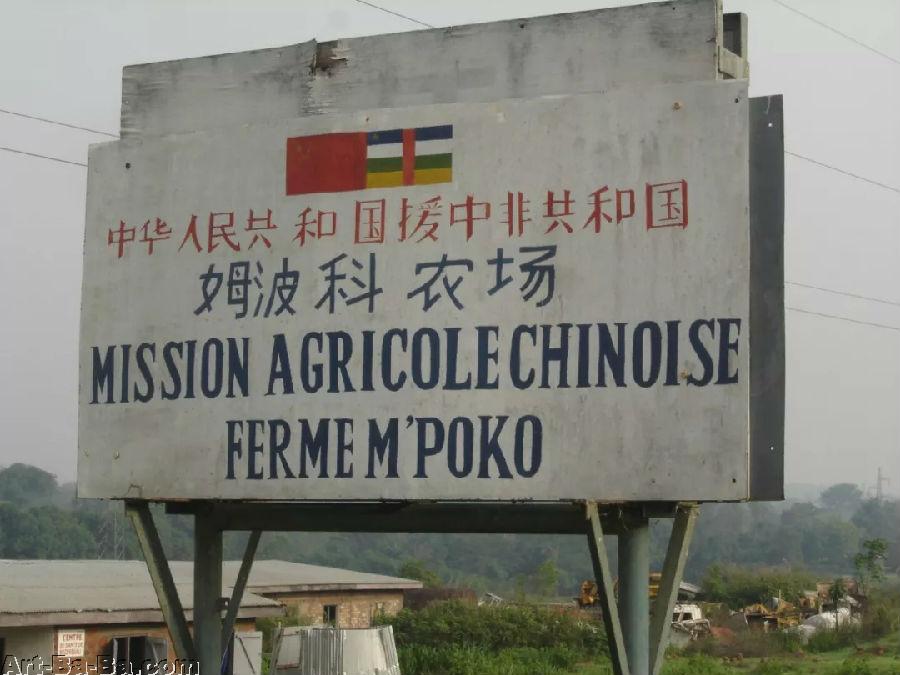 中华人民共和国援中非共和国
姆波科农场
MISSION AGRICOLE CHINOISE
FERME M'POKO
CENTRE
Art-Ba-Ba.com